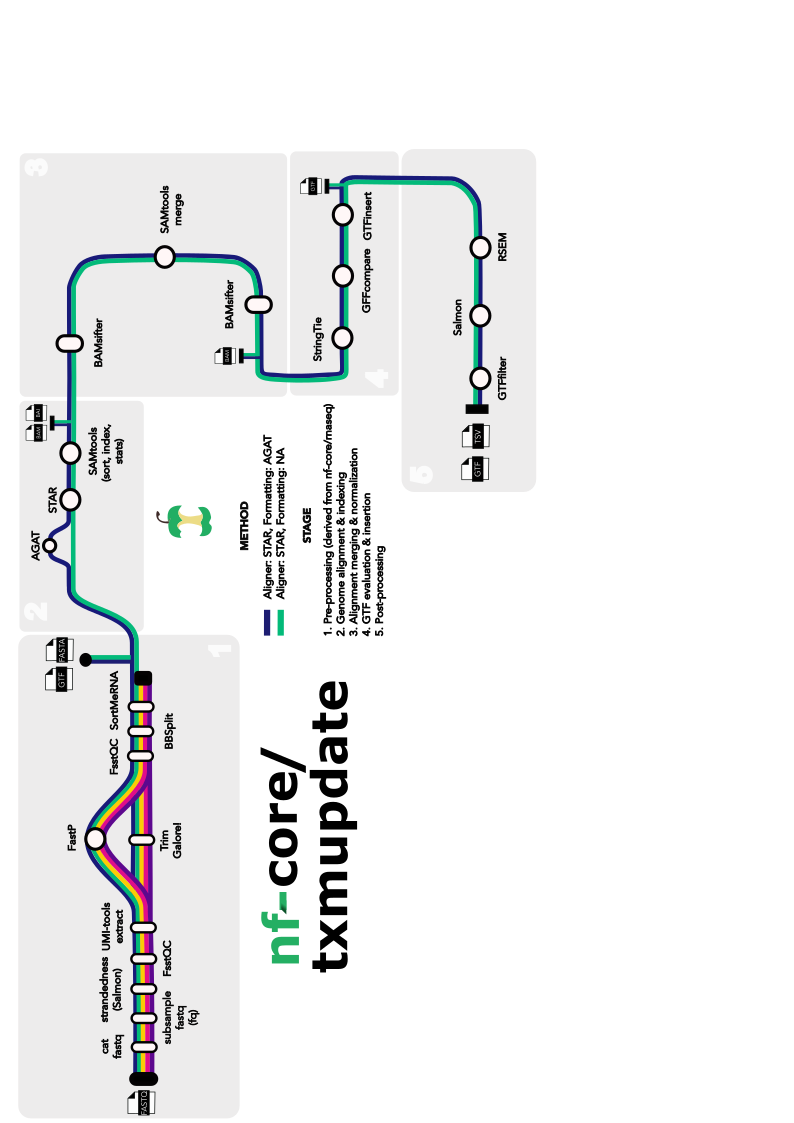 1
FASTQ
cat
fastq
subsample
fastq
(fq)
strandedness
(Salmon)
FsstQC
UMI-tools
extract
FastP
Trim
Galore!
FsstQC
BBSplit
SortMeRNA
GTF
FASTA
2
AGAT
STAR
SAMtools
(sort, index,
stats)
BAM
BAI
3
BAMsifter
SAMtools
merge
BAMsifter
BAM
4
StringTie
GFFcompare
GTFinsert
GTF
5
RSEM
Salmon
GTFfilter
TSV
GTF
METHOD
Aligner: STAR, Formatting: AGAT
Aligner: STAR, Formatting: NA
STAGE
1. Pre-processing (derived from nf-core/rnaseq)
2. Genome alignment & indexing
3. Alignment merging & normalization
4. GTF evaluation & insertion
5. Post-processing
nf-core/
txmupdate